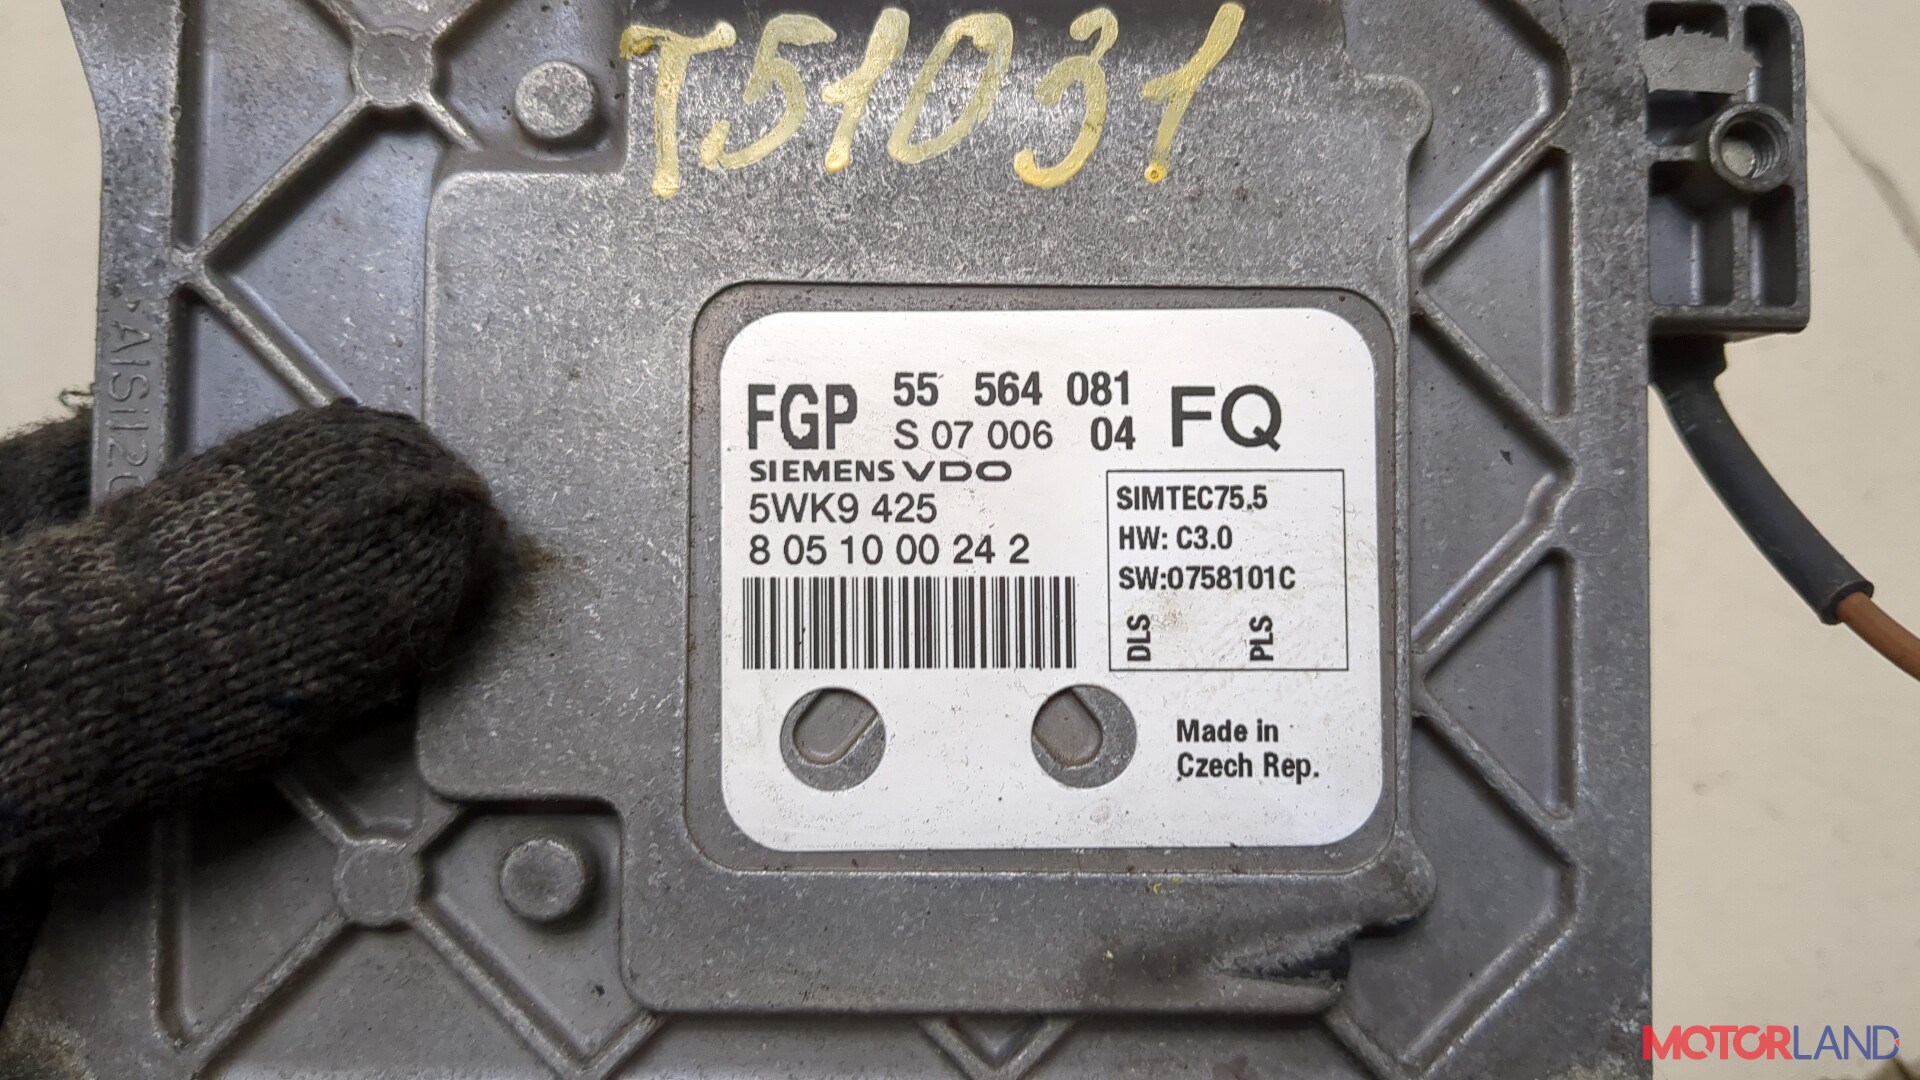 T51031
>AISI12
FGP 55 564 081 FQ
S 07 006 04
SIEMENS VDO
5WK9 425
8 05 10 00 24 2
SIMTEC75.5
HW: C3.0
SW:0758101C
DLS PLS
Made in
Czech Rep.
MOTORLAND